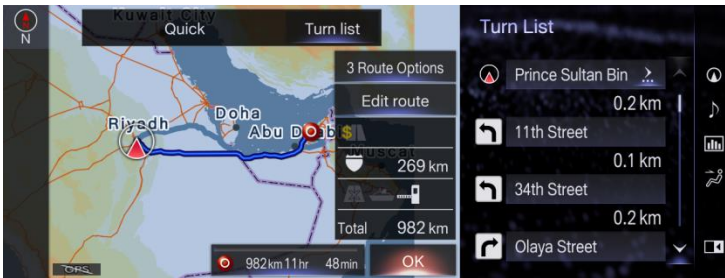 Kuwait City
Quick
Turn list
N
3 Route Options
Edit route
Doha
Riyadh
Abu Dhabi
$
Muscat
269 km
Total 982 km
982 km 11 hr 48 min
OK
GPS
Turn List
Prince Sultan Bin
0.2 km
11th Street
0.1 km
34th Street
0.2 km
Olaya Street